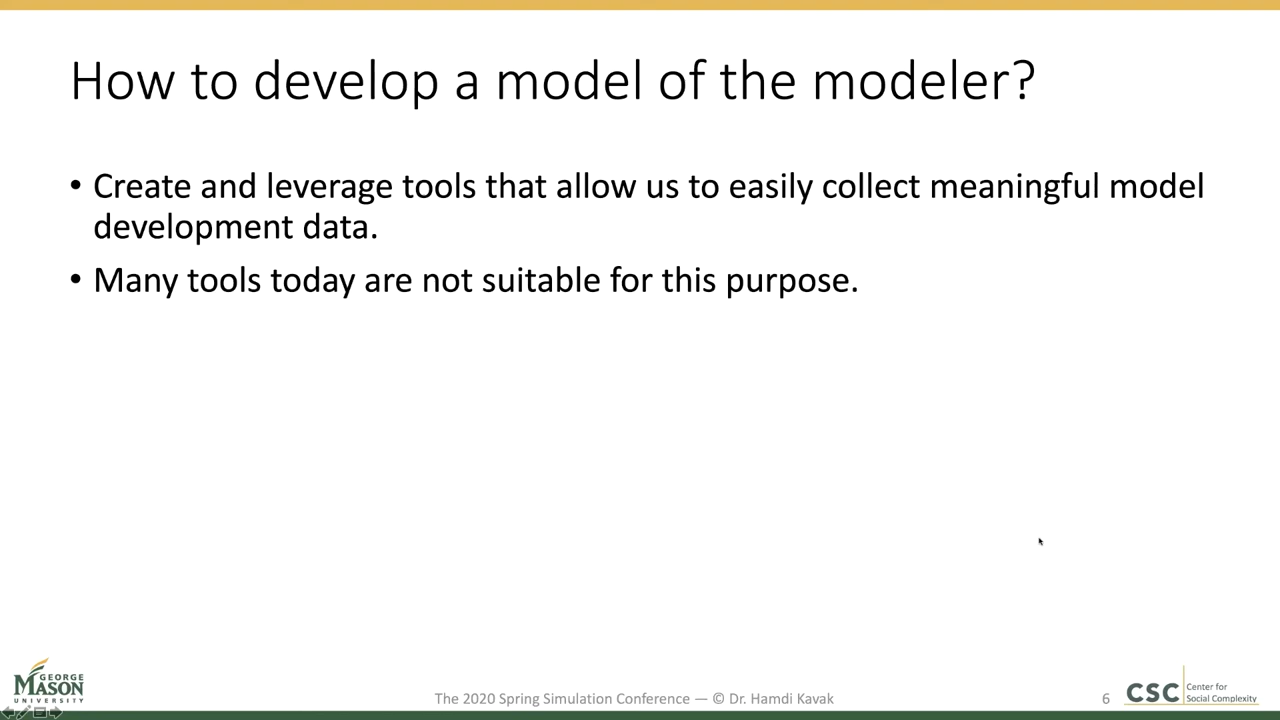 How to develop a model of the modeler?
• Create and leverage tools that allow us to easily collect meaningful model
development data.
• Many tools today are not suitable for this purpose.
GEORGE
MASON
UNIVERSITY
The 2020 Spring Simulation Conference — © Dr. Hamdi Kavak
6
CSC Center for
Social Complexity